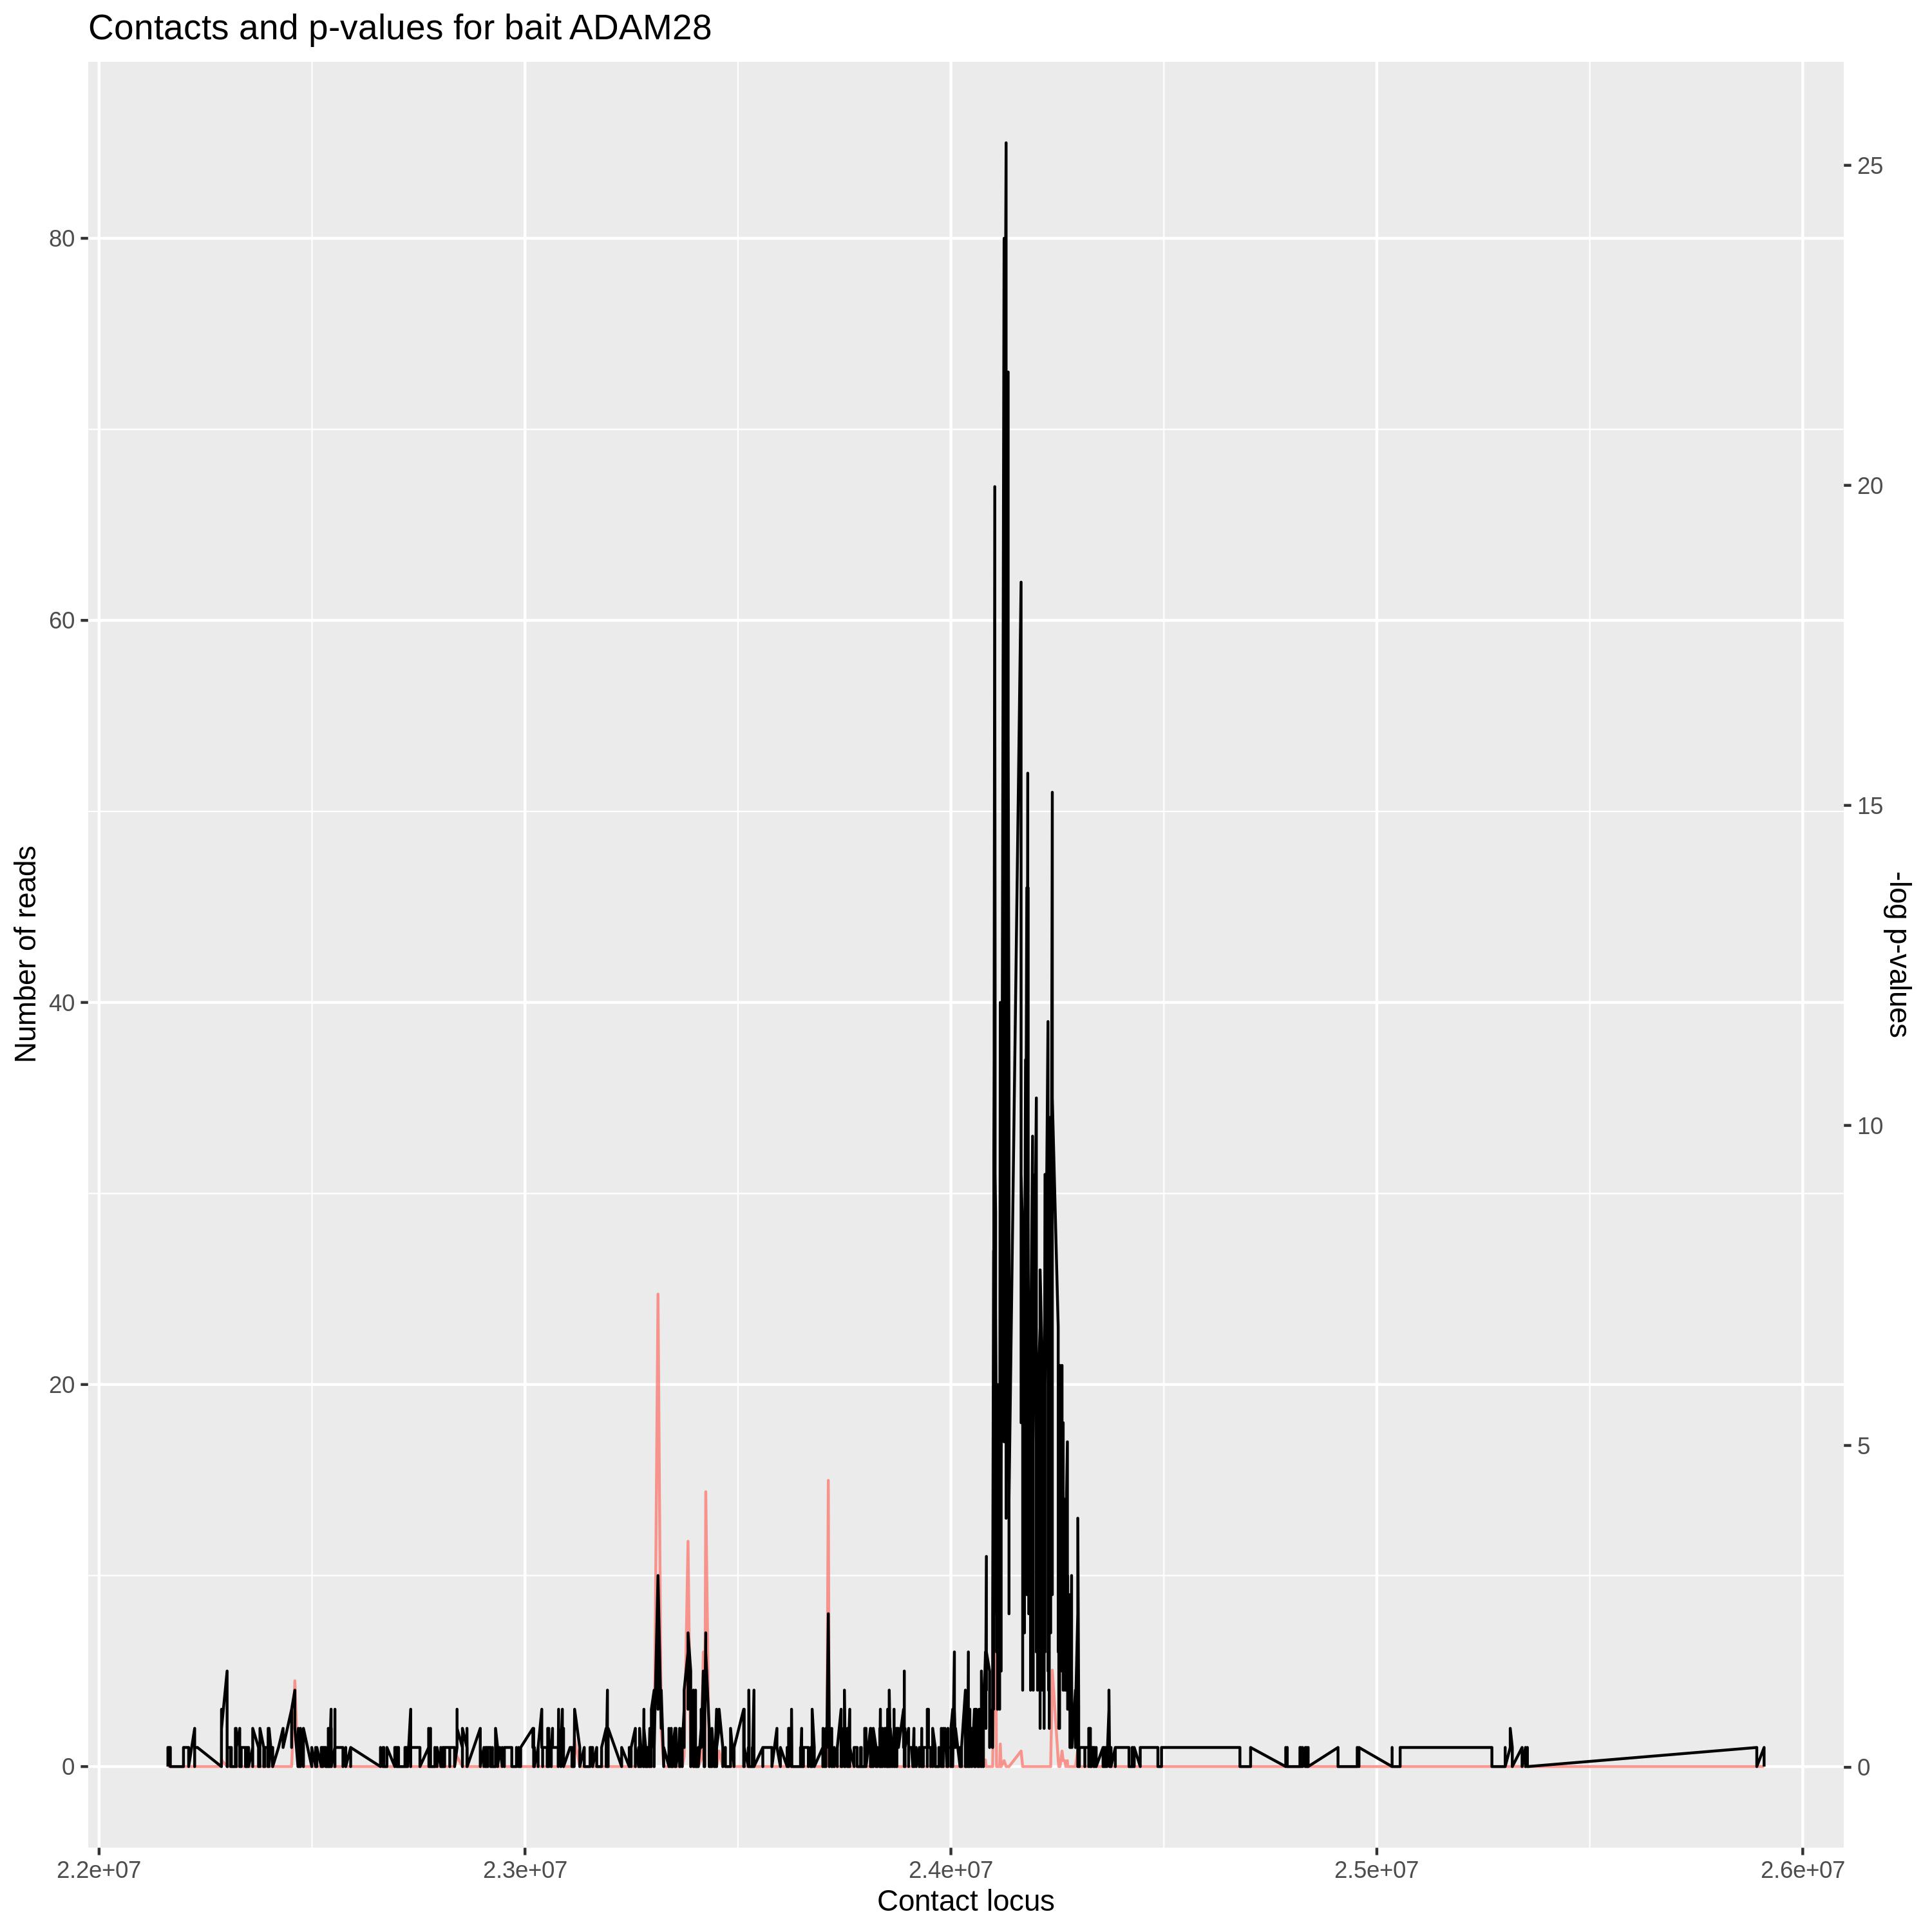 Contacts and p-values for bait ADAM28
80
60
40
20
0
Number of reads
25
20
15
10
5
0
-log p-values
2.2e+07
2.3e+07
2.4e+07
2.5e+07
2.6e+07
Contact locus